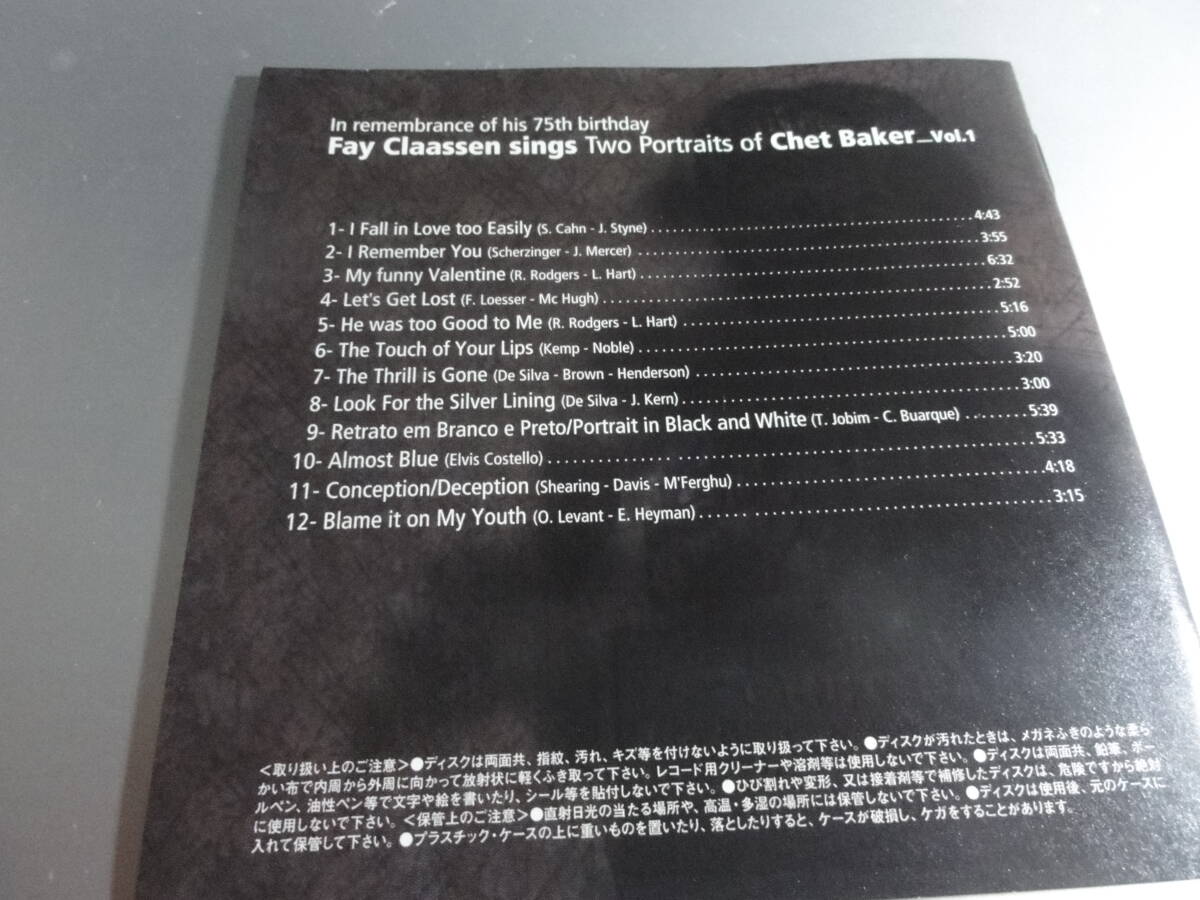 In remembrance of his 75th birthday
Fay Claassen sings Two Portraits of Chet Baker_Vol.1
1- I Fall in Love too Easily (S. Cahn - J. Styne) 4:43
2- I Remember You (Scherzinger - J. Mercer) 3:55
3- My funny Valentine (R. Rodgers - L. Hart) 6:32
4- Let's Get Lost (F. Loesser - Mc Hugh) 2:52
5- He was too Good to Me (R. Rodgers - L. Hart) 5:16
6- The Touch of Your Lips (Kemp - Noble) 5:00
7- The Thrill is Gone (De Silva - Brown - Henderson) 3:20
8- Look For the Silver Lining (De Silva - J. Kern) 3:00
9- Retrato em Branco e Preto/Portrait in Black and White (T. Jobim - C. Buarque) 5:39
10- Almost Blue (Elvis Costello) 5:33
11- Conception/Deception (Shearing - Davis - M'Ferghu) 4:18
12- Blame it on My Youth (O. Levant - E. Heyman) 3:15
<取り扱い上のご注意>●ディスクは両面共、指紋、汚れ、キズ等を付けないように取り扱って下さい。●ディスクが汚れたときは、メガネふきのような柔ら
かい布で内周から外周に向かって放射状に軽くふき取って下さい。レコード用クリーナーや溶剤等は使用しないで下さい。●ディスクは両面共、鉛筆、ボー
ルペン、油性ペン等で文字や絵を書いたり、シール等を貼付しないで下さい。●ひび割れや変形、又は接着剤等で補修したディスクは、危険ですから絶対
に使用しないで下さい。<保管上のご注意>●直射日光の当たる場所や、高温・多湿の場所には保管しないで下さい。●ディスクは使用後、元のケースに
入れて保管して下さい。●プラスチック・ケースの上に重いものを置いたり、落としたりすると、ケースが破損し、ケガをすることがあります。